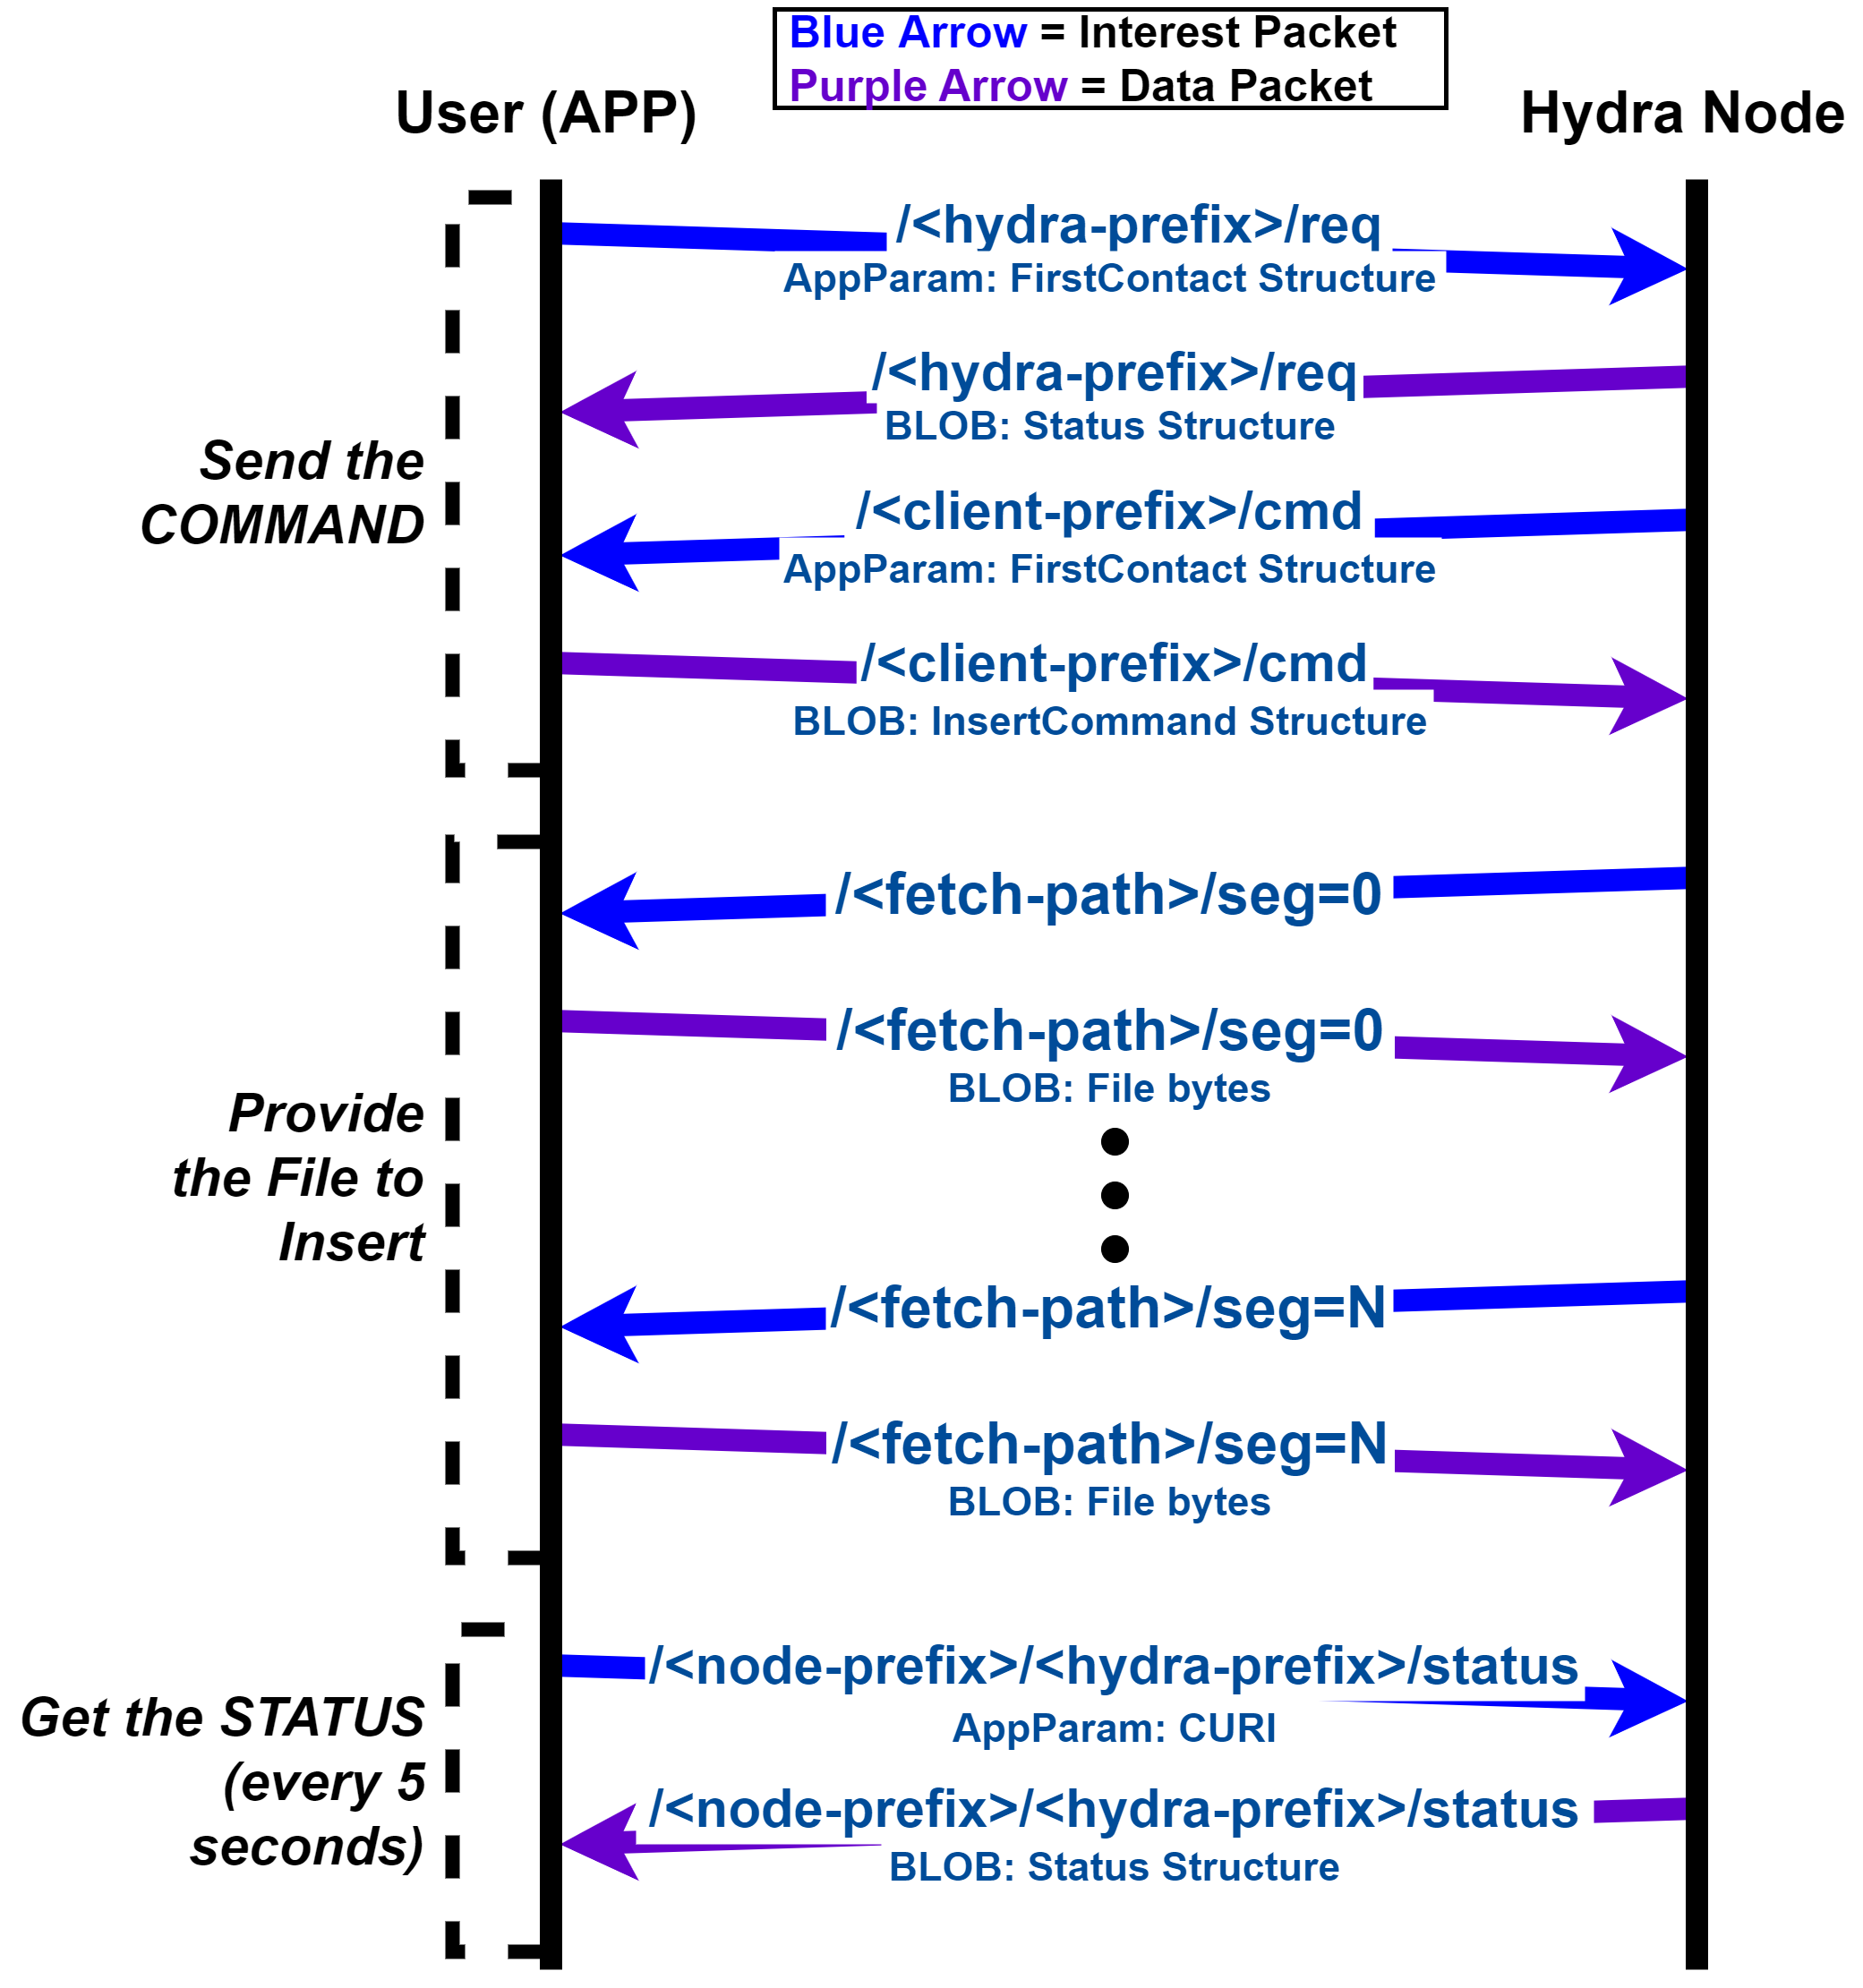 Blue Arrow = Interest Packet
Purple Arrow = Data Packet
User (APP)
Hydra Node
/<hydra-prefix>/req
AppParam: FirstContact Structure
/<hydra-prefix>/req
BLOB: Status Structure
Send the
COMMAND
/<client-prefix>/cmd
AppParam: FirstContact Structure
/<client-prefix>/cmd
BLOB: InsertCommand Structure
/<fetch-path>/seg=0
/<fetch-path>/seg=0
BLOB: File bytes
Provide
the File to
Insert
/<fetch-path>/seg=N
/<fetch-path>/seg=N
BLOB: File bytes
/<node-prefix>/<hydra-prefix>/status
AppParam: CURI
Get the STATUS
(every 5
seconds)
/<node-prefix>/<hydra-prefix>/status
BLOB: Status Structure